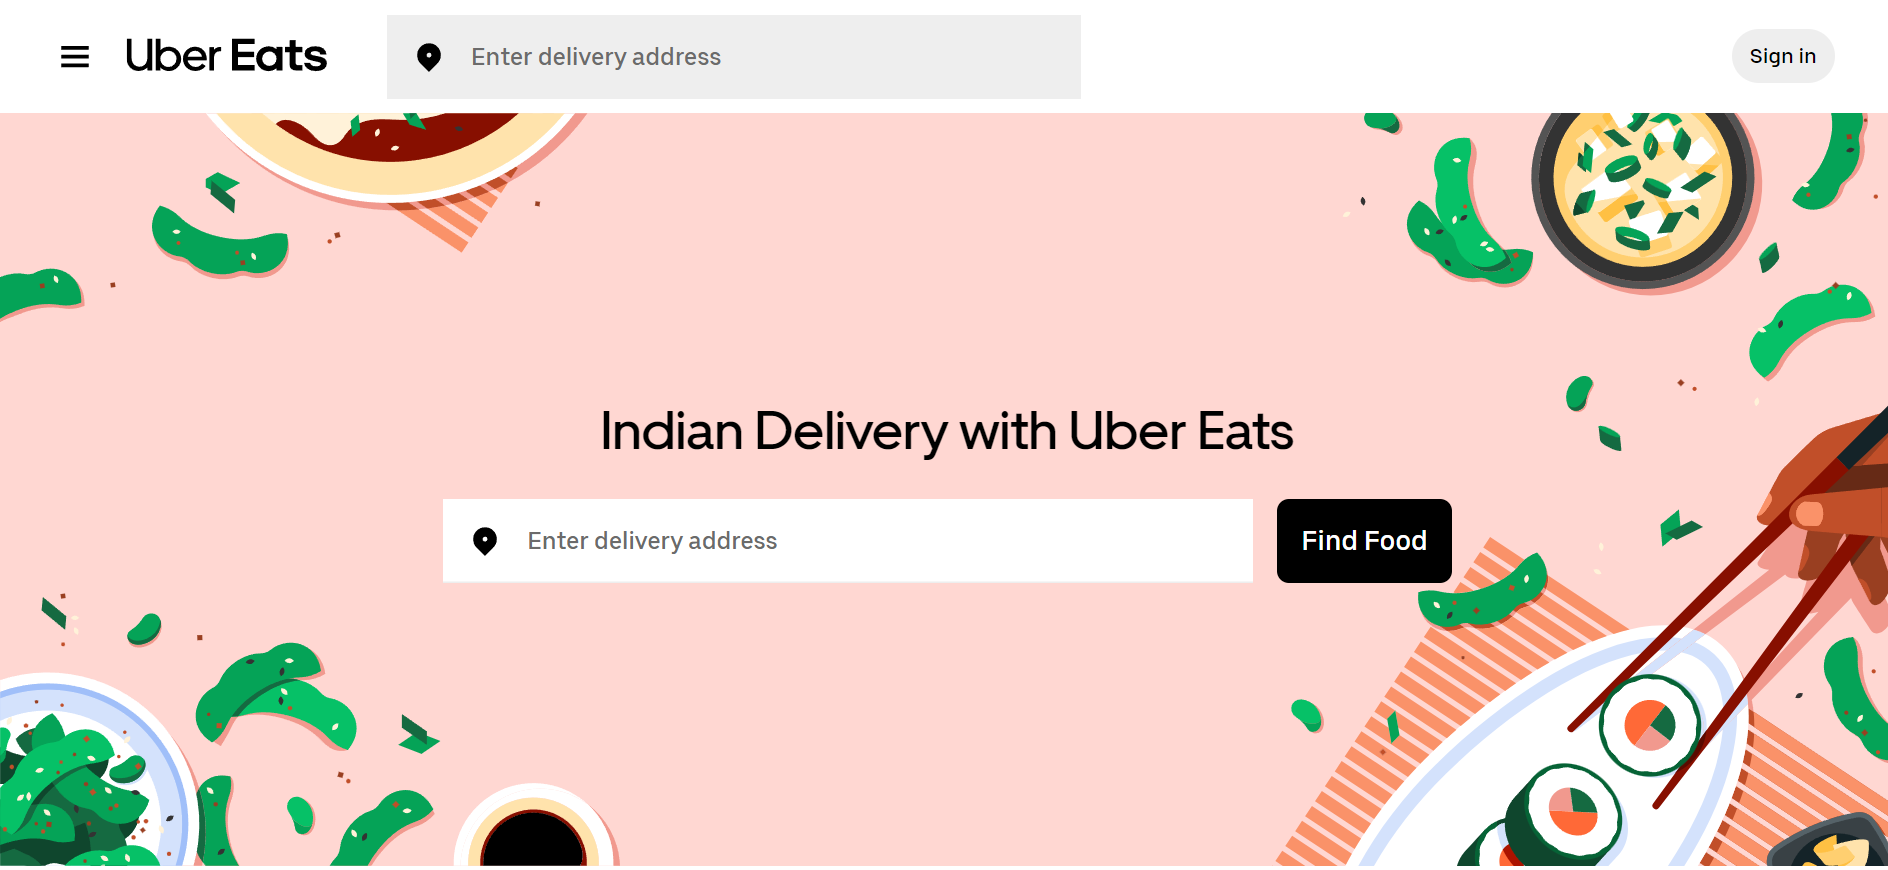 Uber Eats
Enter delivery address
Sign in
Indian Delivery with Uber Eats
Enter delivery address
Find Food